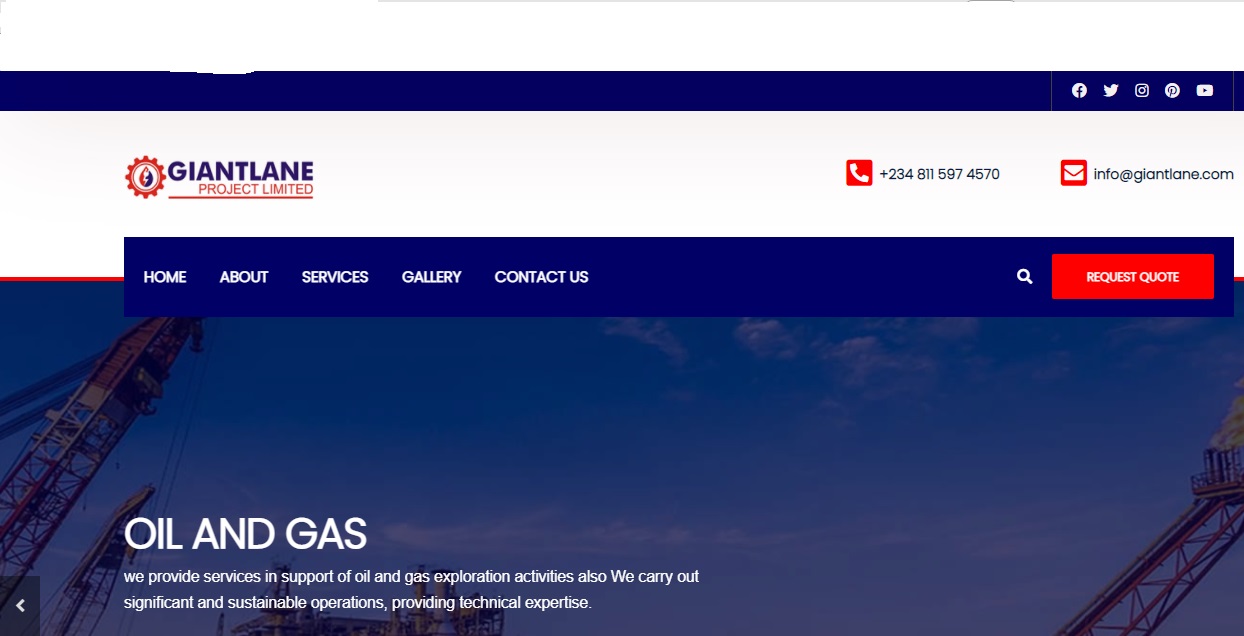 GIANTLANE
PROJECT LIMITED
+234 811 597 4570
info@giantlane.com
HOME ABOUT SERVICES GALLERY CONTACT US
REQUEST QUOTE
OIL AND GAS
we provide services in support of oil and gas exploration activities also We carry out
significant and sustainable operations, providing technical expertise.